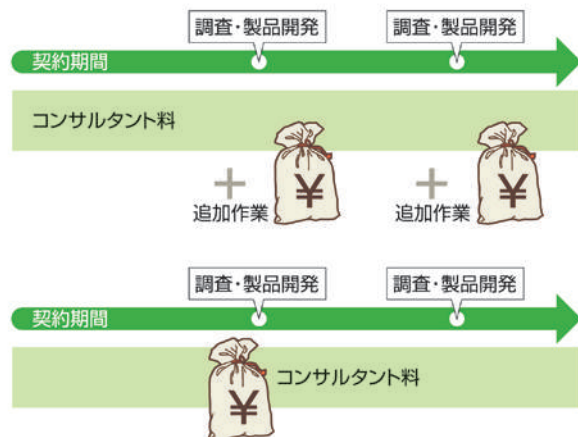 調査・製品開発 調査・製品開発
契約期間
コンサルタント料
¥ ¥
追加作業 追加作業
調査・製品開発 調査・製品開発
契約期間
コンサルタント料
¥